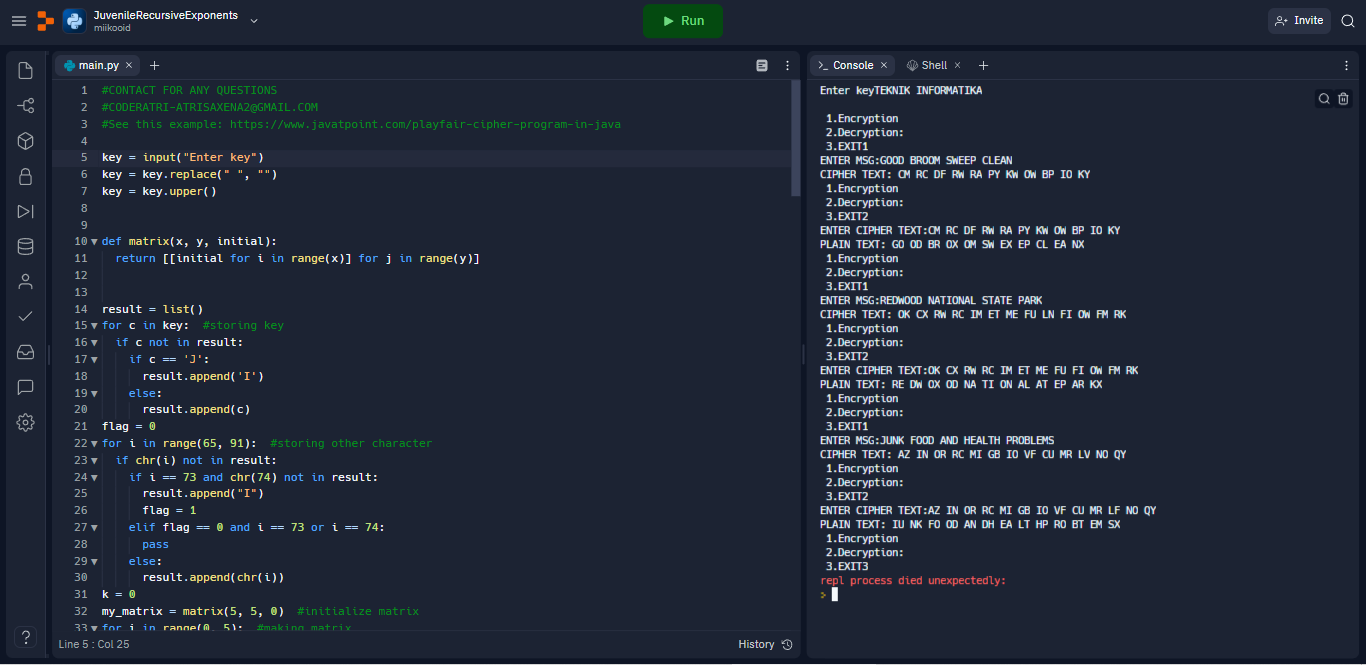 JuvenileRecursiveExponents
miikooid
Run
Invite
main.py
1 #CONTACT FOR ANY QUESTIONS
2 #CODERATRI-ATRISAXENA2@GMAIL.COM
3 #See this example: https://www.javatpoint.com/playfair-cipher-program-in-java
4
5 key = input("Enter key")
6 key = key.replace(" ", "")
7 key = key.upper()
8
9
10 def matrix(x, y, initial):
11 return [[initial for i in range(x)] for j in range(y)]
12
13
14 result = list()
15 for c in key: #storing key
16 if c not in result:
17 if c == 'J':
18 result.append('I')
19 else:
20 result.append(c)
21 flag = 0
22 for i in range(65, 91): #storing other character
23 if chr(i) not in result:
24 if i == 73 and chr(74) not in result:
25 result.append("I")
26 flag = 1
27 elif flag == 0 and i == 73 or i == 74:
28 pass
29 else:
30 result.append(chr(i))
31 k = 0
32 my_matrix = matrix(5, 5, 0) #initialize matrix
33 for i in range(0, 5): #making matrix
Line 5 : Col 25
History
Console
Shell
Enter keyTEKNIK INFORMATIKA
1.Encryption
2.Decryption:
3.EXIT1
ENTER MSG:GOOD BROOM SWEEP CLEAN
CIPHER TEXT: CM RC DF RW RA PY KW OW BP IO KY
1.Encryption
2.Decryption:
3.EXIT2
ENTER CIPHER TEXT:CM RC DF RW RA PY KW OW BP IO KY
PLAIN TEXT: GO OD BR OX OM SW EX EP CL EA NX
1.Encryption
2.Decryption:
3.EXIT1
ENTER MSG:REDWOOD NATIONAL STATE PARK
CIPHER TEXT: OK CX RW RC IM ET ME FU LN FI OW FM RK
1.Encryption
2.Decryption:
3.EXIT2
ENTER CIPHER TEXT:OK CX RW RC IM ET ME FU FI OW FM RK
PLAIN TEXT: RE DW OX OD NA TI ON AL AT EP AR KX
1.Encryption
2.Decryption:
3.EXIT1
ENTER MSG:JUNK FOOD AND HEALTH PROBLEMS
CIPHER TEXT: AZ IN OR RC MI GB IO VF CU MR LV NO QY
1.Encryption
2.Decryption:
3.EXIT2
ENTER CIPHER TEXT:AZ IN OR RC MI GB IO VF CU MR LF NO QY
PLAIN TEXT: IU NK FO OD AN DH EA LT HP RO BT EM SX
1.Encryption
2.Decryption:
3.EXIT3
repl process died unexpectedly: